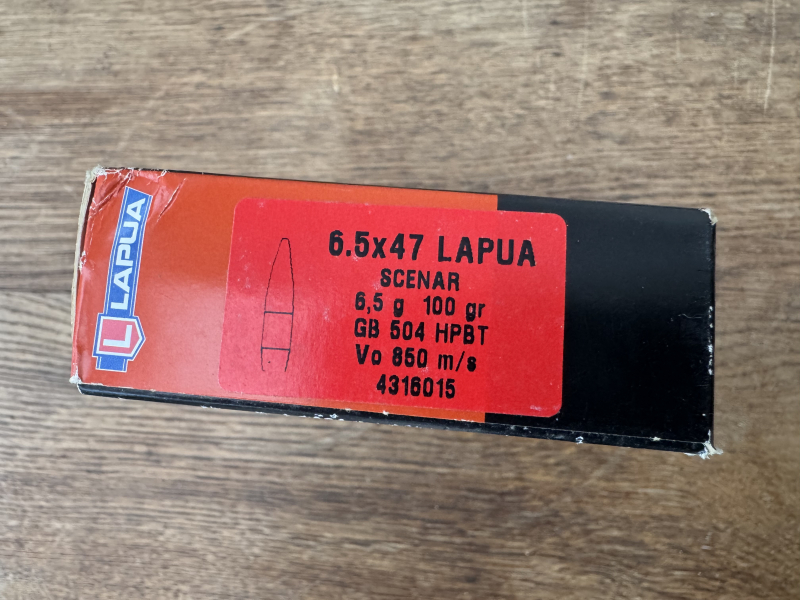 LAPUA
L
6.5x47 LAPUA
SCENAR
6,5 g 100 gr
GB 504 HPBT
Vo 850 m/s
4316015